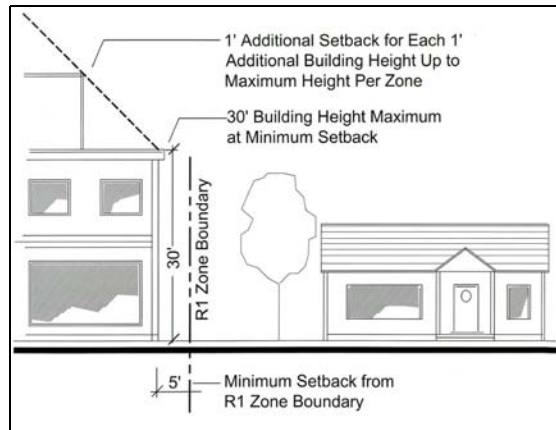 1' Additional Setback for Each 1'
Additional Building Height Up to
Maximum Height Per Zone
30' Building Height Maximum
at Minimum Setback
30'
R1 Zone Boundary
5'
Minimum Setback from
R1 Zone Boundary